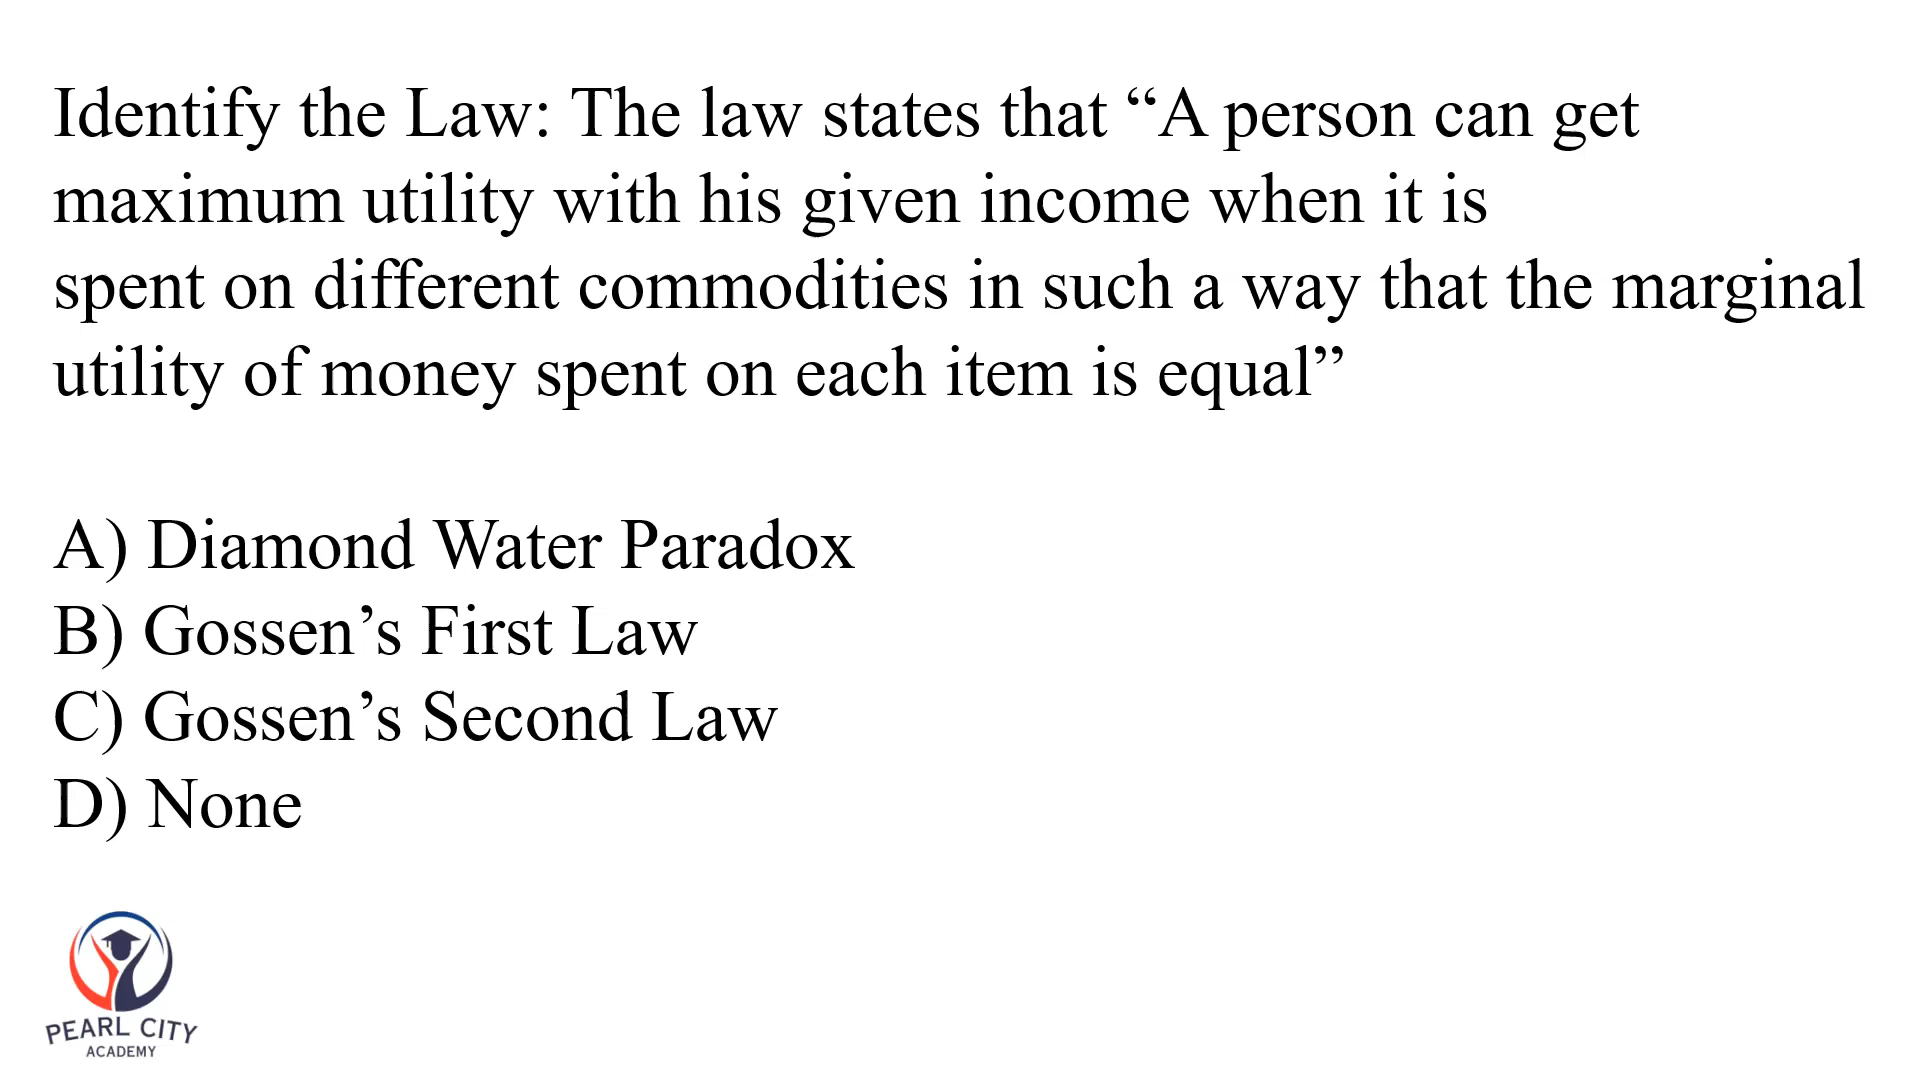 Identify the Law: The law states that “A person can get
maximum utility with his given income when it is
spent on different commodities in such a way that the marginal
utility of money spent on each item is equal”
A) Diamond Water Paradox
B) Gossen’s First Law
C) Gossen’s Second Law
D) None
PEARL CITY
ACADEMY